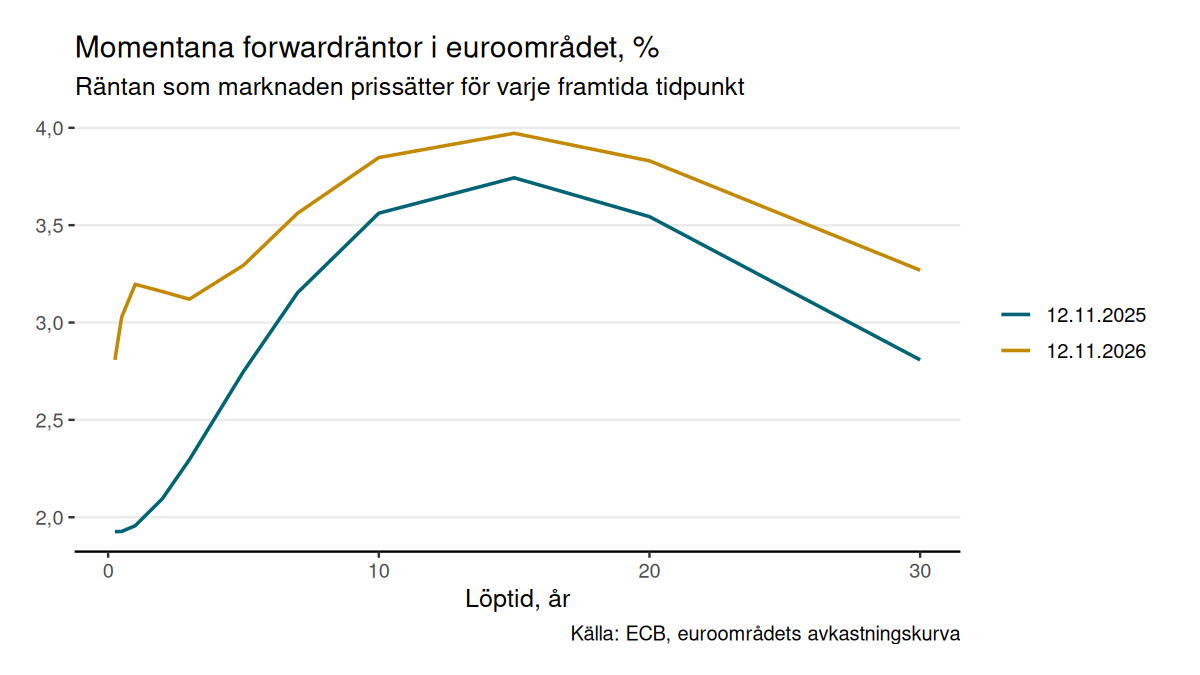 Momentana forwardräntor i euroområdet, %
Räntan som marknaden prissätter för varje framtida tidpunkt
4,0
3,5
3,0
2,5
2,0
0 10 20 30
Löptid, år
12.11.2025
12.11.2026
Källa: ECB, euroområdets avkastningskurva